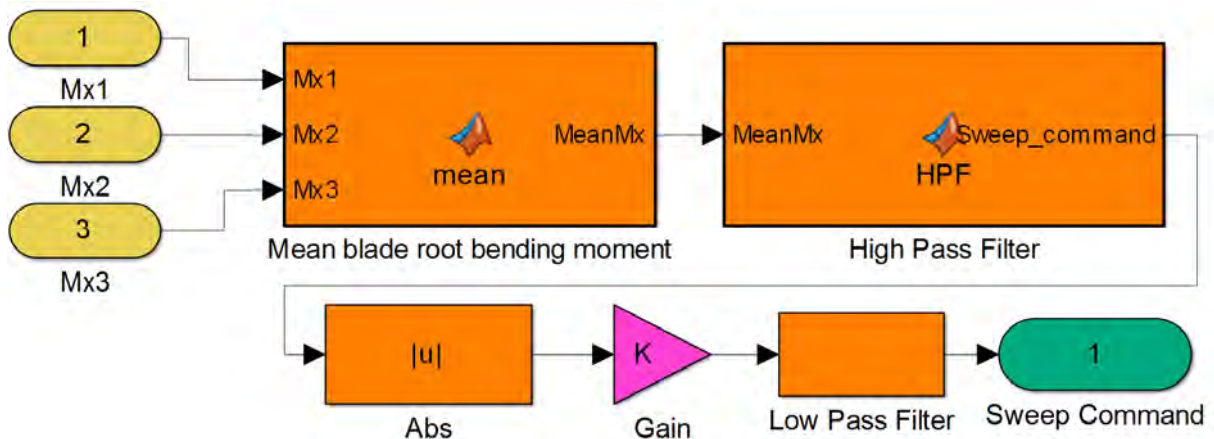 1
Mx1
2
Mx2
3
Mx3
Mx1
Mx2
Mx3
mean
MeanMx
Mean blade root bending moment
MeanMx
Sweep_command
HPF
High Pass Filter
|u|
Abs
K
Gain
Low Pass Filter
1
Sweep Command